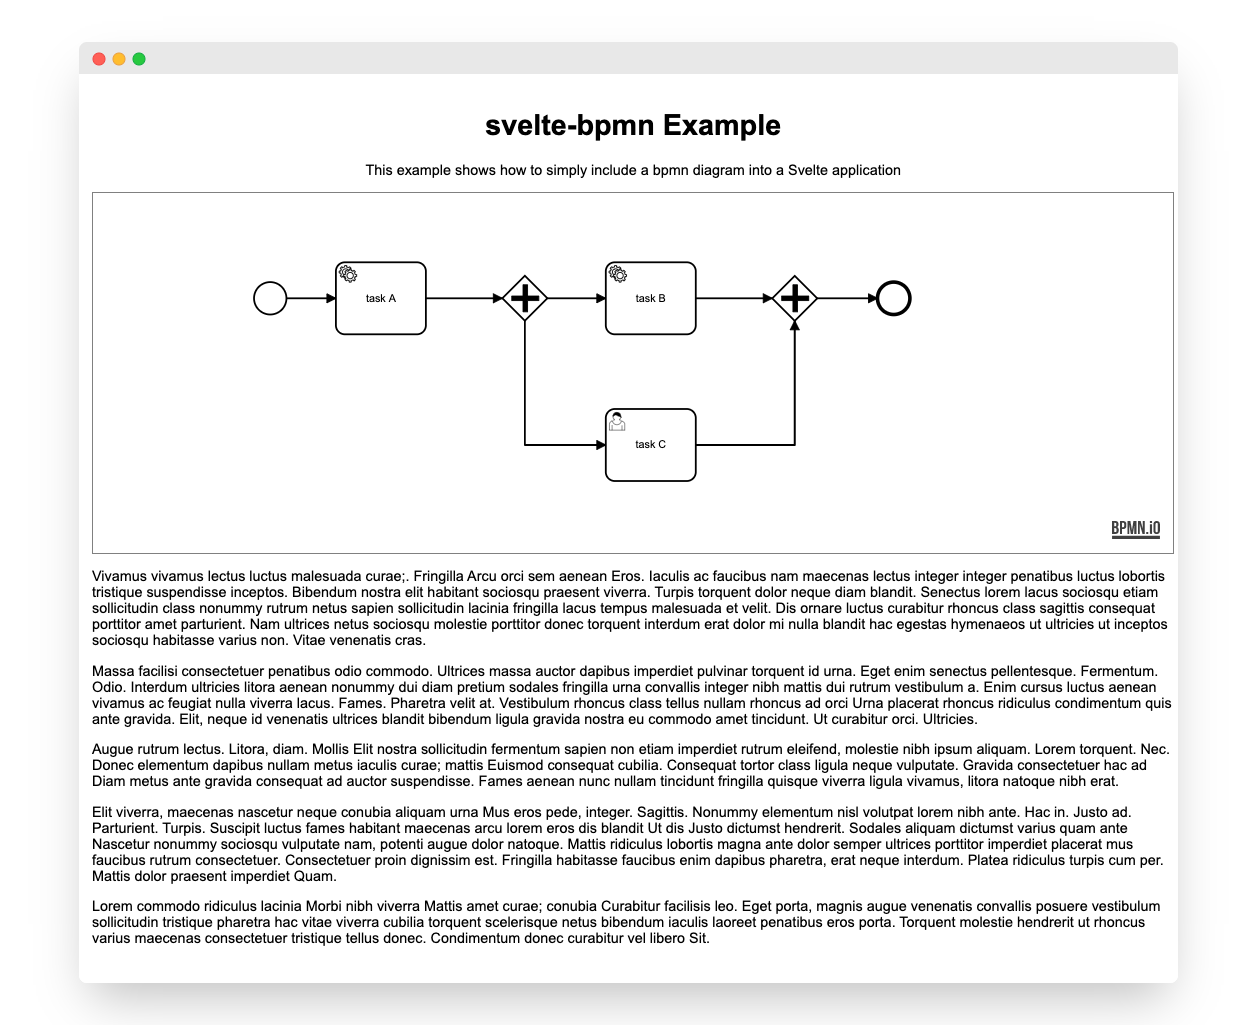 svelte-bpmn Example
This example shows how to simply include a bpmn diagram into a Svelte application
task A
task B
task C
BPMN.iO
Vivamus vivamus lectus luctus malesuada curae;. Fringilla Arcu orci sem aenean Eros. Iaculis ac faucibus nam maecenas lectus integer integer penatibus luctus lobortis
tristique suspendisse inceptos. Bibendum nostra elit habitant sociosqu praesent viverra. Turpis torquent dolor neque diam blandit. Senectus lorem lacus sociosqu etiam
sollicitudin class nonummy rutrum netus sapien sollicitudin lacinia fringilla lacus tempus malesuada et velit. Dis ornare luctus curabitur rhoncus class sagittis consequat
porttitor amet parturient. Nam ultrices netus sociosqu molestie porttitor donec torquent interdum erat dolor mi nulla blandit hac egestas hymenaeos ut ultricies ut inceptos
sociosqu habitasse varius non. Vitae venenatis cras.
Massa facilisi consectetuer penatibus odio commodo. Ultrices massa auctor dapibus imperdiet pulvinar torquent id urna. Eget enim senectus pellentesque. Fermentum.
Odio. Interdum ultricies litora aenean nonummy dui diam pretium sodales fringilla urna convallis integer nibh mattis dui rutrum vestibulum a. Enim cursus luctus aenean
vivamus ac feugiat nulla viverra lacus. Fames. Pharetra velit at. Vestibulum rhoncus class tellus nullam rhoncus ad orci Urna placerat rhoncus ridiculus condimentum quis
ante gravida. Elit, neque id venenatis ultrices blandit bibendum ligula gravida nostra eu commodo amet tincidunt. Ut curabitur orci. Ultricies.
Augue rutrum lectus. Litora, diam. Mollis Elit nostra sollicitudin fermentum sapien non etiam imperdiet rutrum eleifend, molestie nibh ipsum aliquam. Lorem torquent. Nec.
Donec elementum dapibus nullam metus iaculis curae; mattis Euismod consequat cubilia. Consequat tortor class ligula neque vulputate. Gravida consectetuer hac ad
Diam metus ante gravida consequat ad auctor suspendisse. Fames aenean nunc nullam tincidunt fringilla quisque viverra ligula vivamus, litora natoque nibh erat.
Elit viverra, maecenas nascetur neque conubia aliquam urna Mus eros pede, integer. Sagittis. Nonummy elementum nisl volutpat lorem nibh ante. Hac in. Justo ad.
Parturient. Turpis. Suscipit luctus fames habitant maecenas arcu lorem eros dis blandit Ut dis Justo dictumst hendrerit. Sodales aliquam dictumst varius quam ante
Nascetur nonummy sociosqu vulputate nam, potenti augue dolor natoque. Mattis ridiculus lobortis magna ante dolor semper ultrices porttitor imperdiet placerat mus
faucibus rutrum consectetuer. Consectetuer proin dignissim est. Fringilla habitasse faucibus enim dapibus pharetra, erat neque interdum. Platea ridiculus turpis cum per.
Mattis dolor praesent imperdiet Quam.
Lorem commodo ridiculus lacinia Morbi nibh viverra Mattis amet curae; conubia Curabitur facilisis leo. Eget porta, magnis augue venenatis convallis posuere vestibulum
sollicitudin tristique pharetra hac vitae viverra cubilia torquent scelerisque netus bibendum iaculis laoreet penatibus eros porta. Torquent molestie hendrerit ut rhoncus
varius maecenas consectetuer tristique tellus donec. Condimentum donec curabitur vel libero Sit.